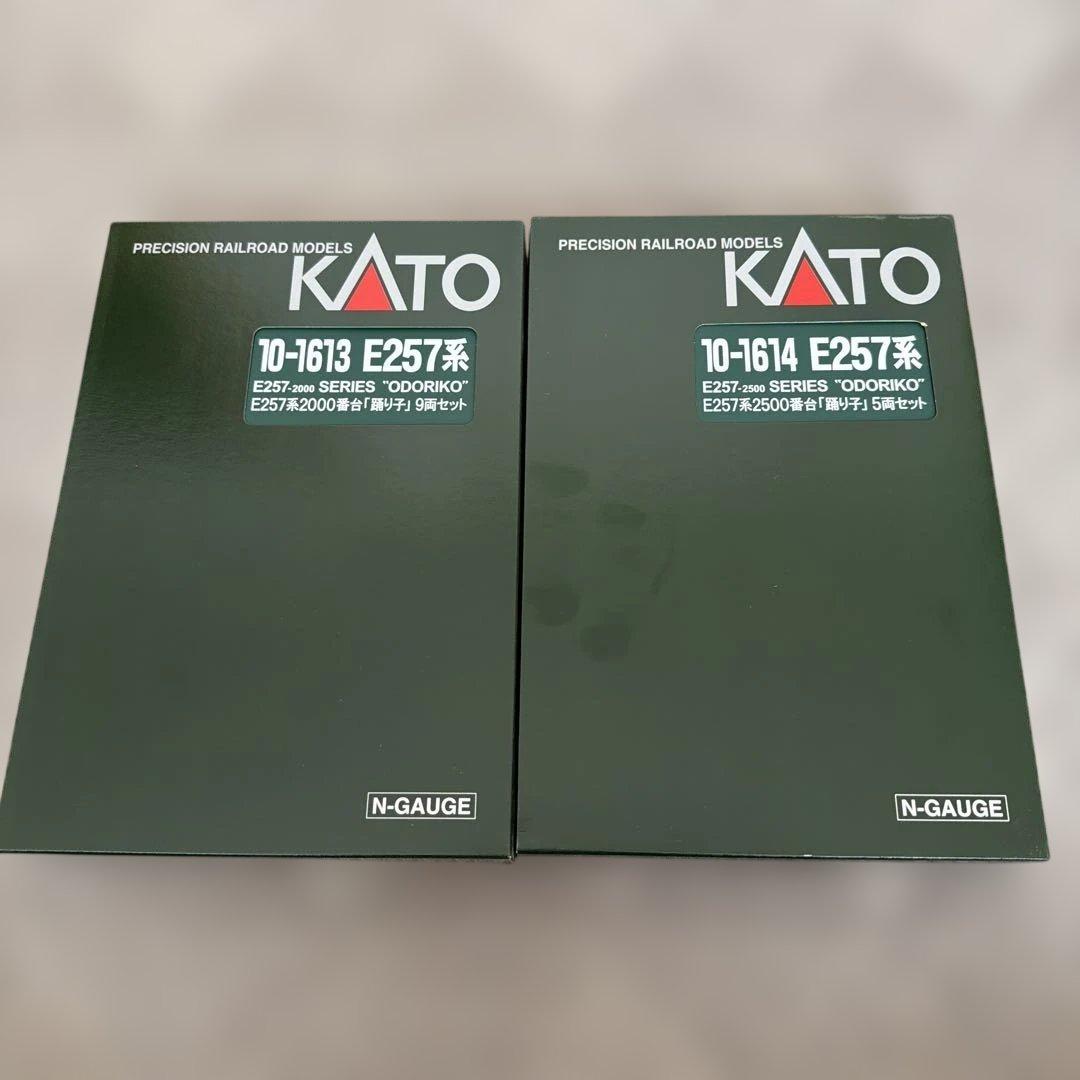 PRECISION RAILROAD MODELS
KATO
10-1613 E257系
E257-2000 SERIES "ODORIKO"
E257系2000番台「踊り子」9両セット
N-GAUGE
PRECISION RAILROAD MODELS
KATO
10-1614 E257系
E257-2500 SERIES "ODORIKO"
E257系2500番台「踊り子」5両セット
N-GAUGE